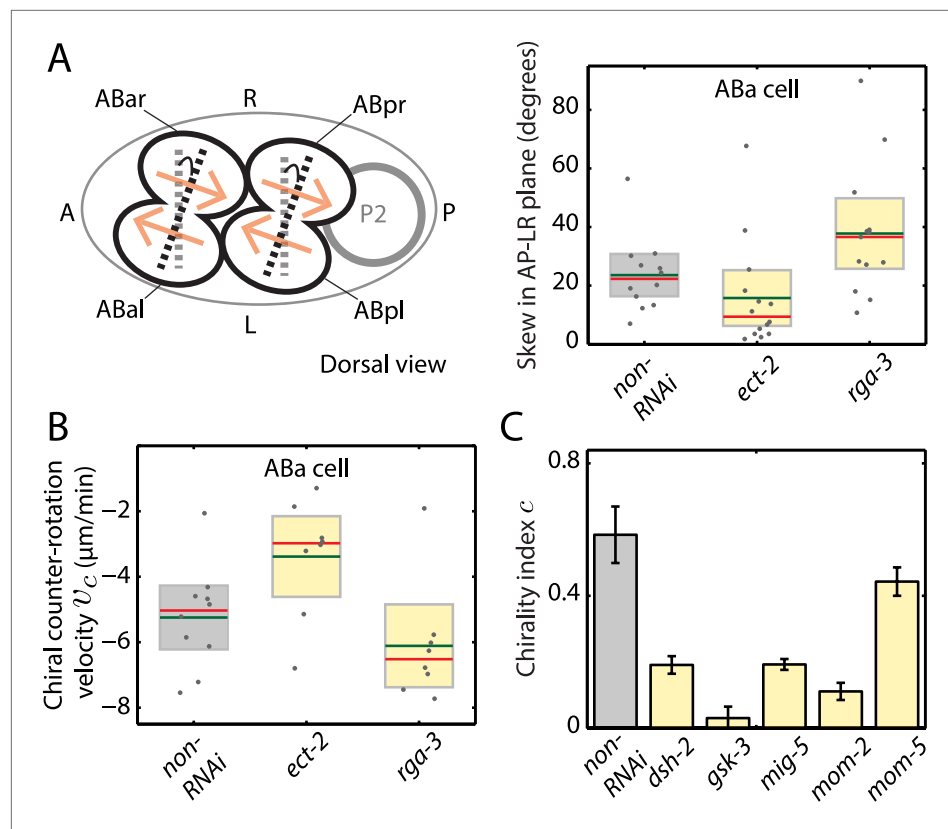 A
ABar
R
ABpr
A
P2
P
ABal
L
ABpl
Dorsal view
Skew in AP-LR plane (degrees)
ABa cell
80
60
40
20
0
non-
RNAi
ect-2
rga-3
B
Chiral counter-rotation
velocity v_c (μm/min)
ABa cell
−2
−4
−6
−8
non-
RNAi
ect-2
rga-3
C
Chirality index c
0.8
0.4
0
non-
RNAi
dsh-2
gsk-3
mig-5
mom-2
mom-5